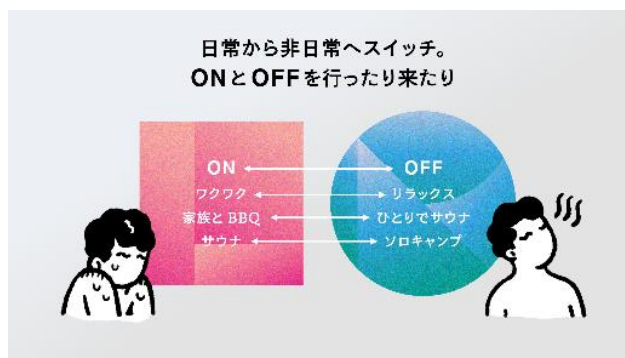 日常から非日常へスイッチ。
ONとOFFを行ったり来たり
ON OFF
ワクワク リラックス
家族とBBQ ひとりでサウナ
サウナ ソロキャンプ